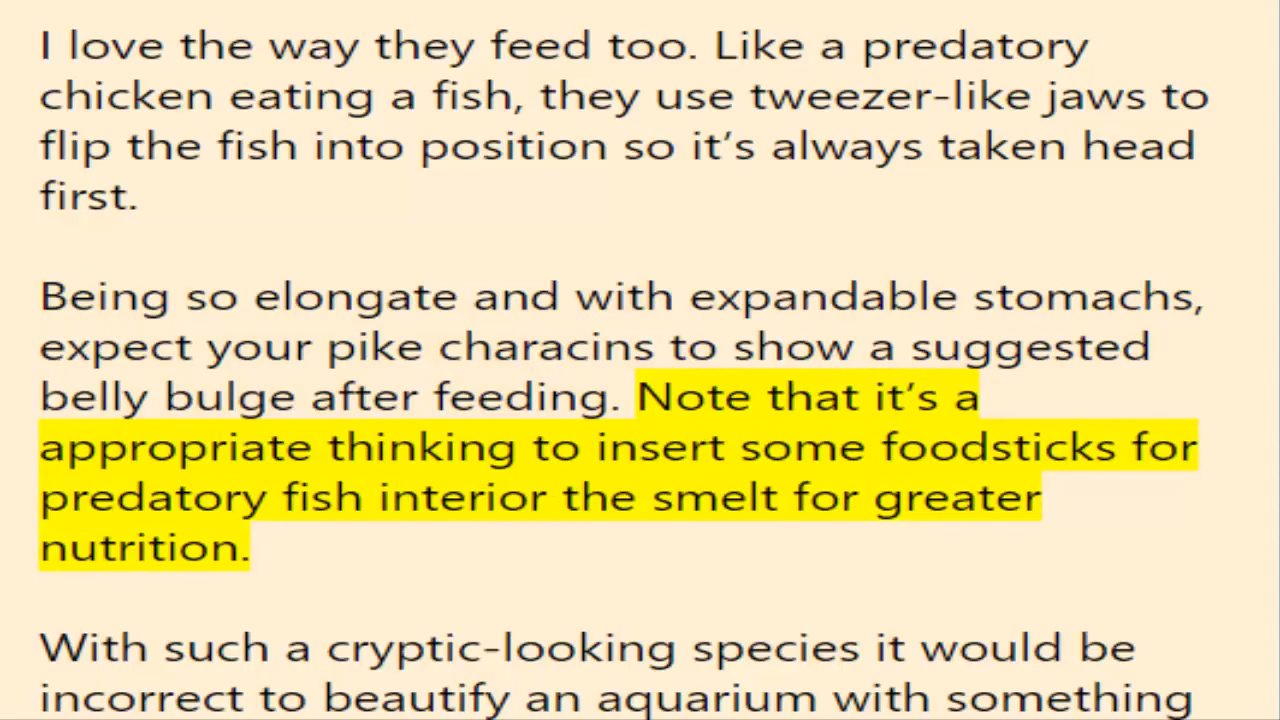 I love the way they feed too. Like a predatory
chicken eating a fish, they use tweezer-like jaws to
flip the fish into position so it’s always taken head
first.
Being so elongate and with expandable stomachs,
expect your pike characins to show a suggested
belly bulge after feeding. Note that it’s a
appropriate thinking to insert some foodsticks for
predatory fish interior the smelt for greater
nutrition.
With such a cryptic-looking species it would be
incorrect to beautify an aquarium with something